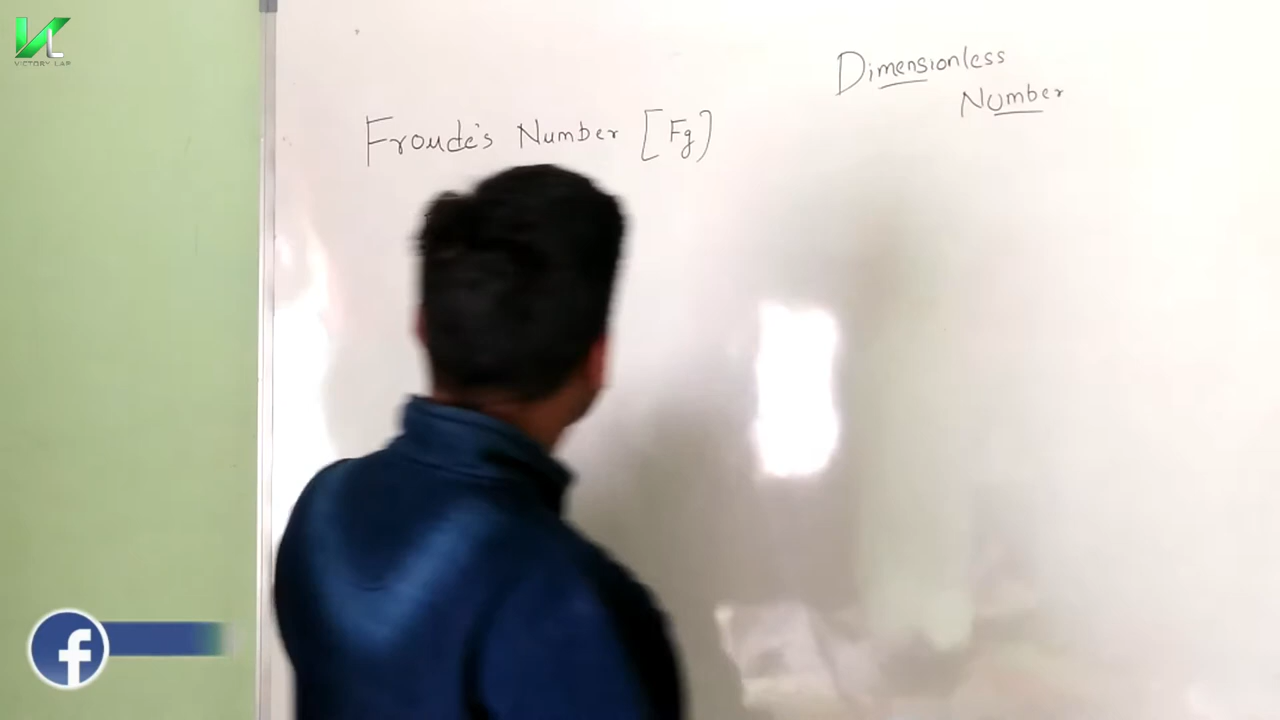 VICTORY LAP
Dimensionless
Number
Froude's Number [Fg]
f